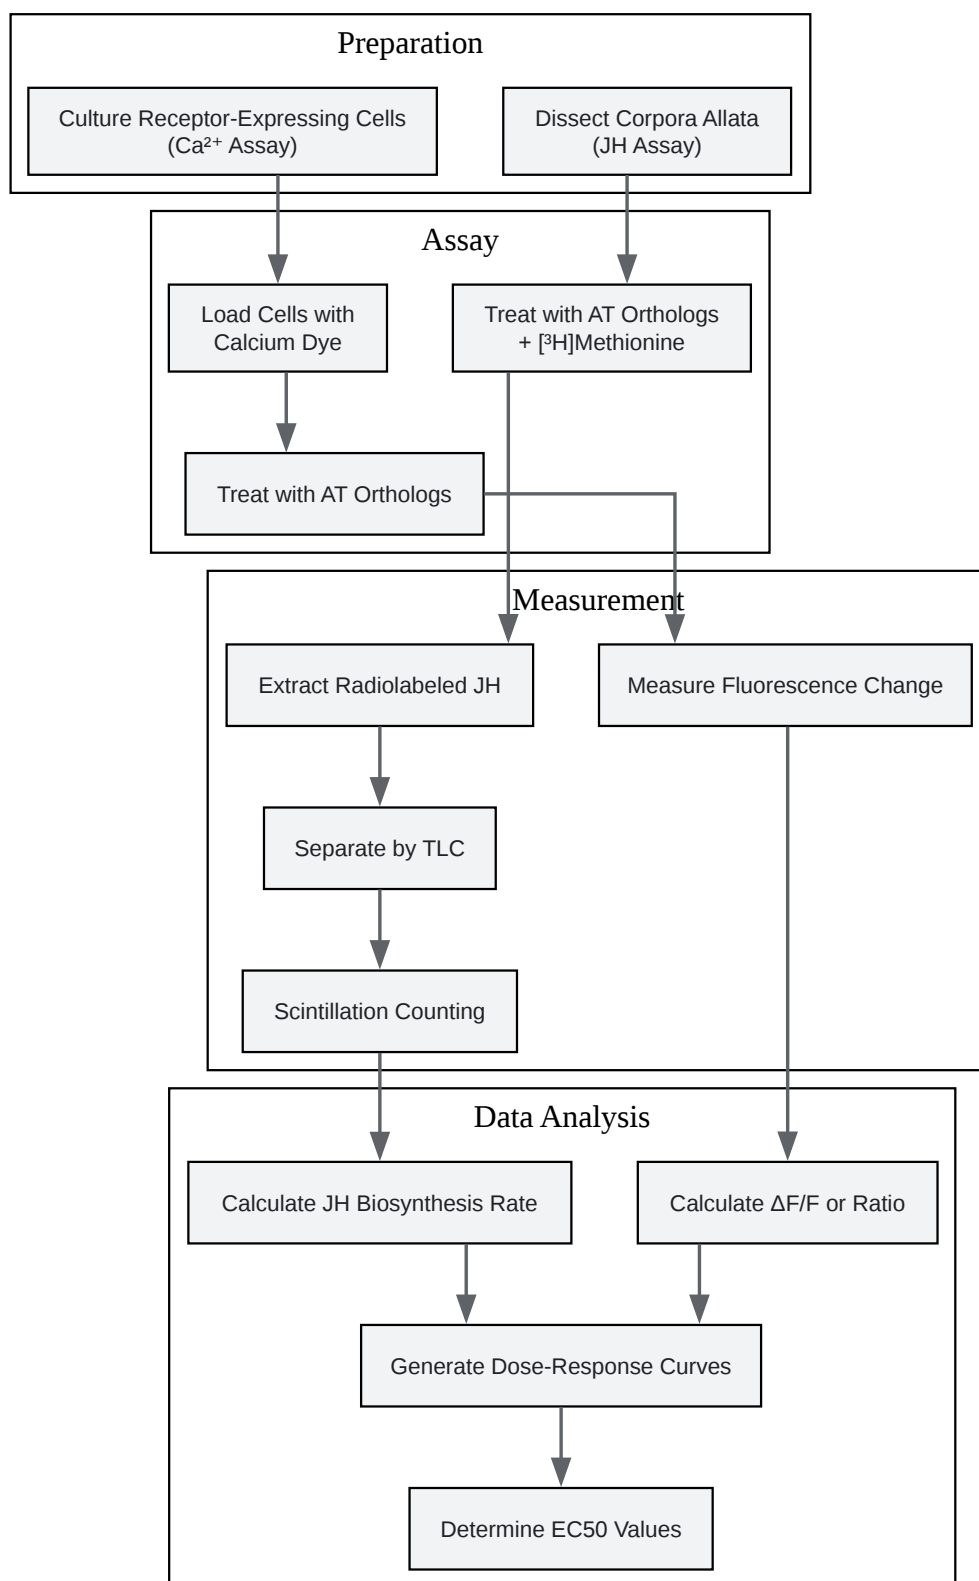 Preparation
Culture Receptor-Expressing Cells
(Ca²⁺ Assay)
Dissect Corpora Allata
(JH Assay)
Assay
Load Cells with
Calcium Dye
Treat with AT Orthologs
+ [³H]Methionine
Treat with AT Orthologs
Measurement
Extract Radiolabeled JH
Measure Fluorescence Change
Separate by TLC
Scintillation Counting
Data Analysis
Calculate JH Biosynthesis Rate
Calculate ΔF/F or Ratio
Generate Dose-Response Curves
Determine EC50 Values